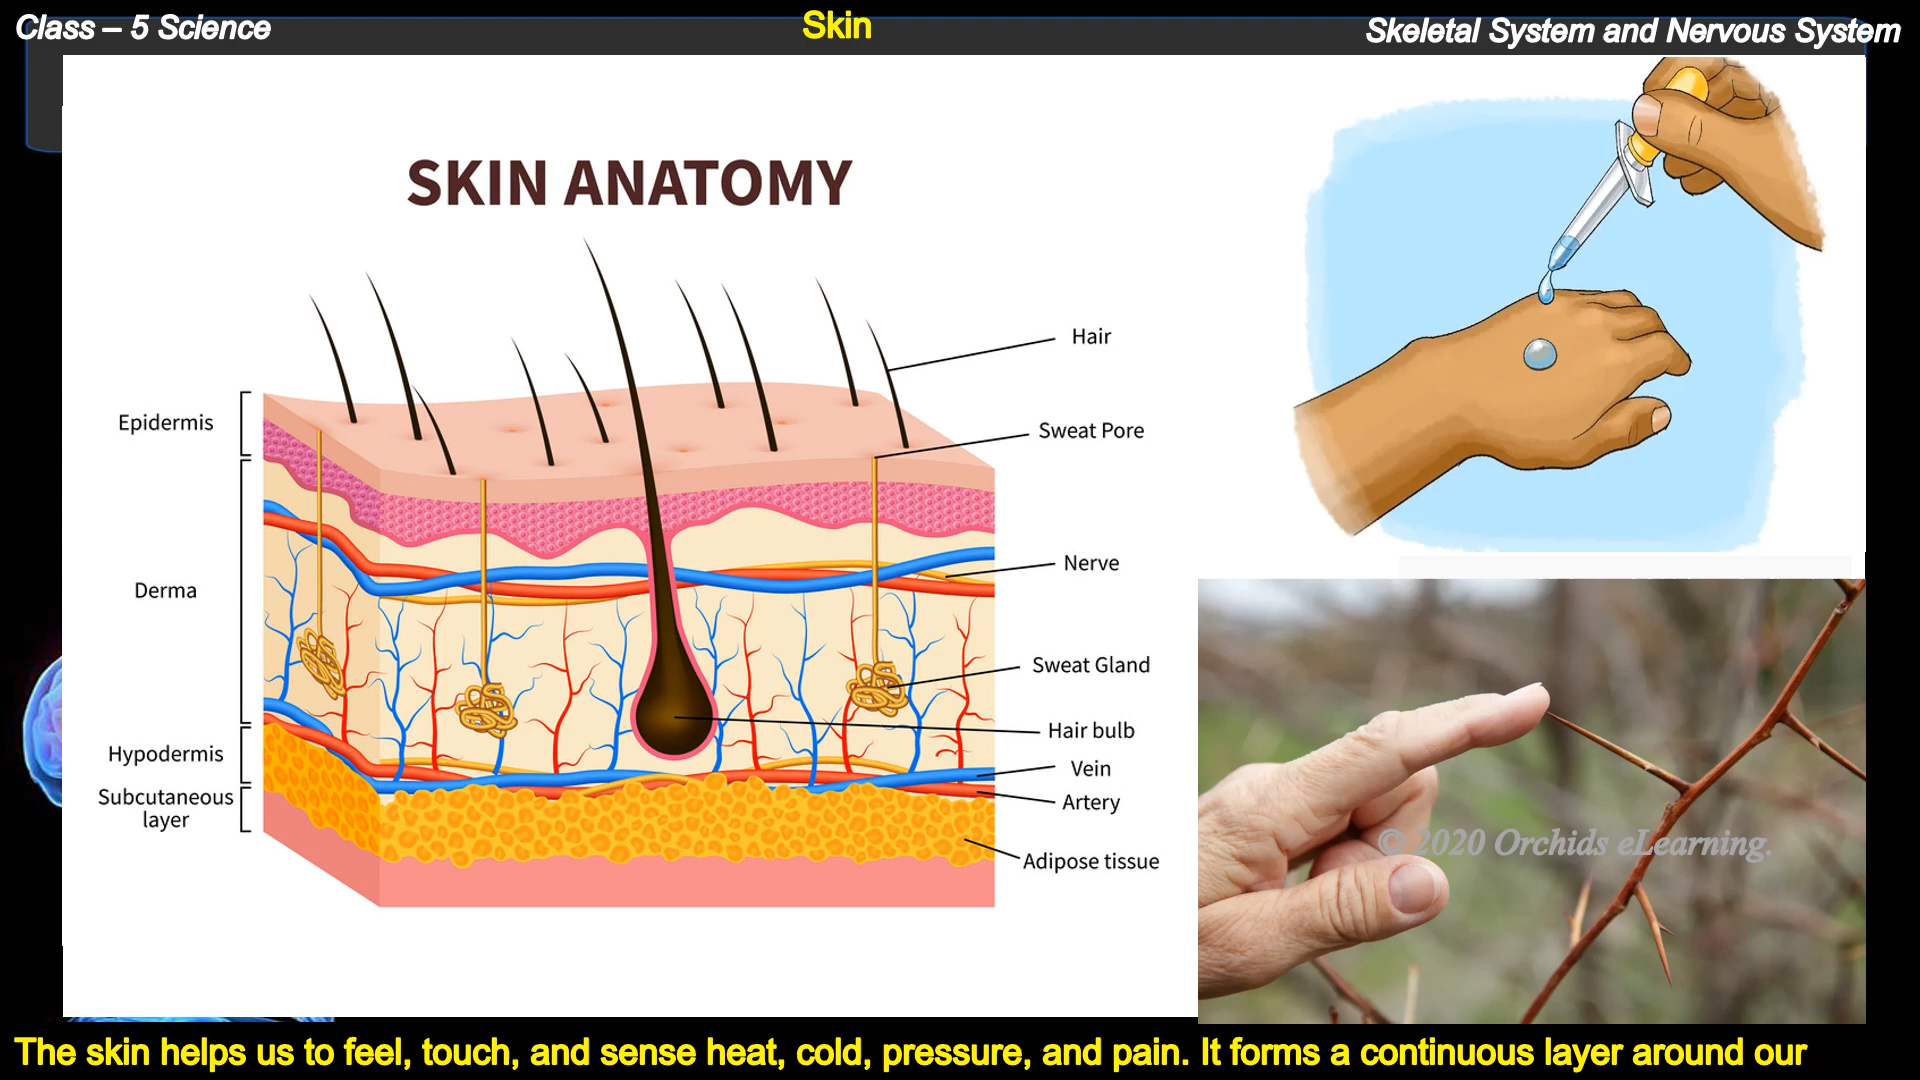 Class – 5 Science
Skin
Skeletal System and Nervous System
SKIN ANATOMY
Hair
Epidermis
Sweat Pore
Nerve
Derma
Sweat Gland
Hair bulb
Hypodermis
Vein
Subcutaneous
layer
Artery
Adipose tissue
© 2020 Orchids eLearning.
The skin helps us to feel, touch, and sense heat, cold, pressure, and pain. It forms a continuous layer around our